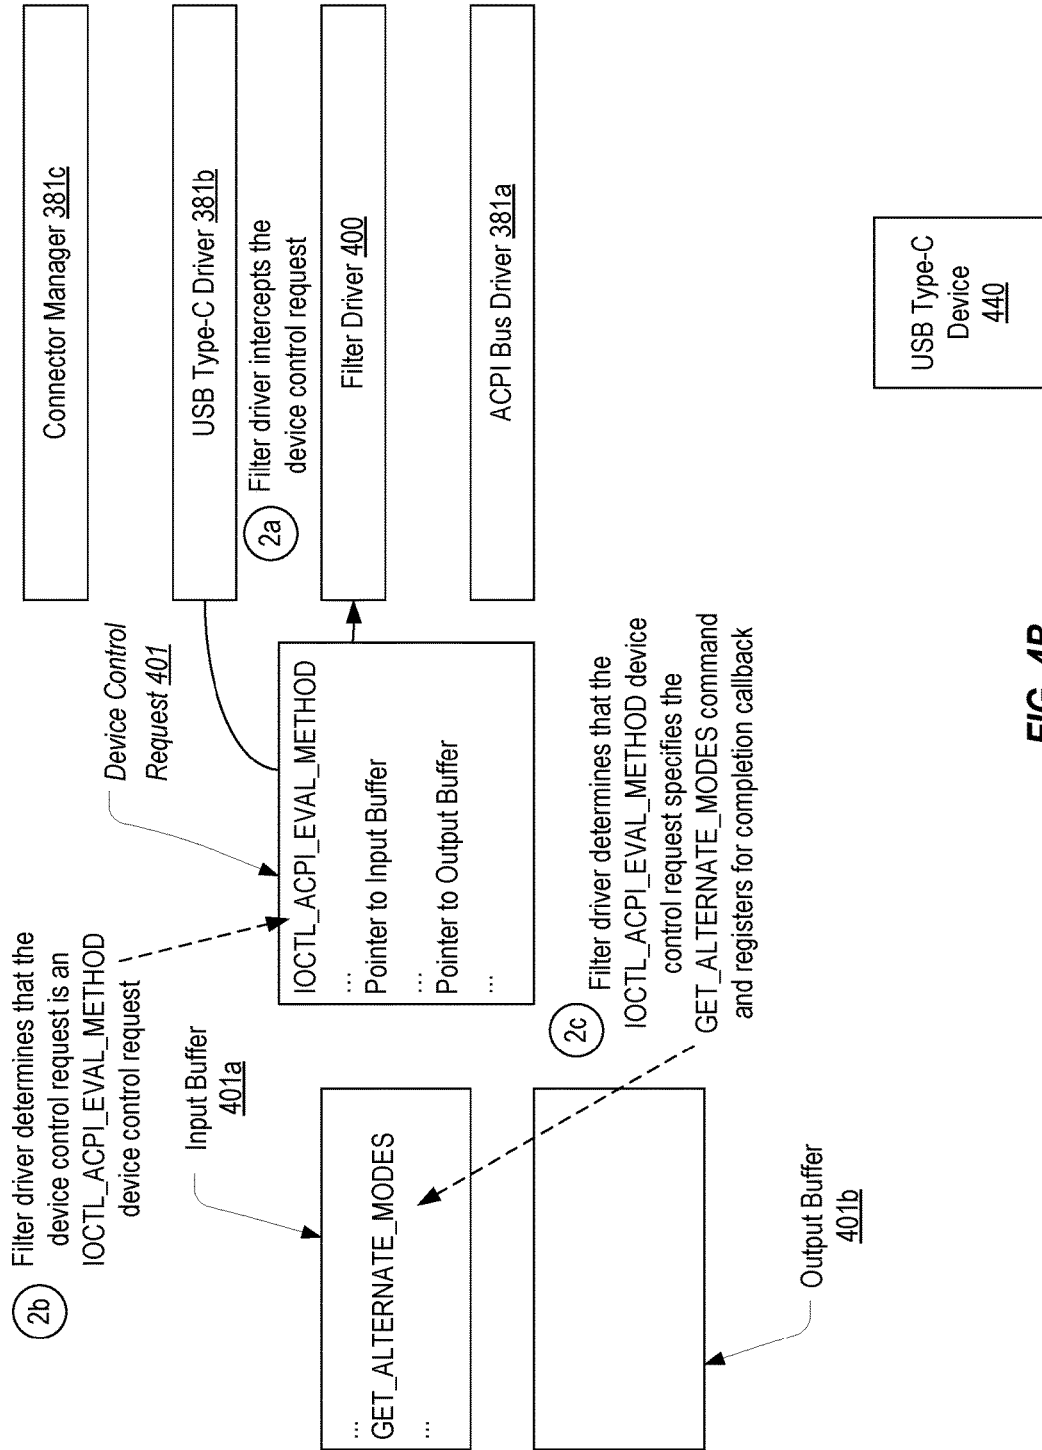 2b
Filter driver determines that the
device control request is an
IOCTL_ACPI_EVAL_METHOD
device control request
Device Control
Request 401
Connector Manager 381c
USB Type-C Driver 381b
Input Buffer
401a
2a
Filter driver intercepts the
device control request
IOCTL_ACPI_EVAL_METHOD
...
Pointer to Input Buffer
...
Pointer to Output Buffer
...
Filter Driver 400
...
GET_ALTERNATE_MODES
...
ACPI Bus Driver 381a
2c
Filter driver determines that the
IOCTL_ACPI_EVAL_METHOD device
control request specifies the
GET_ALTERNATE_MODES command
and registers for completion callback
Output Buffer
401b
USB Type-C
Device
440
FIG. 4B